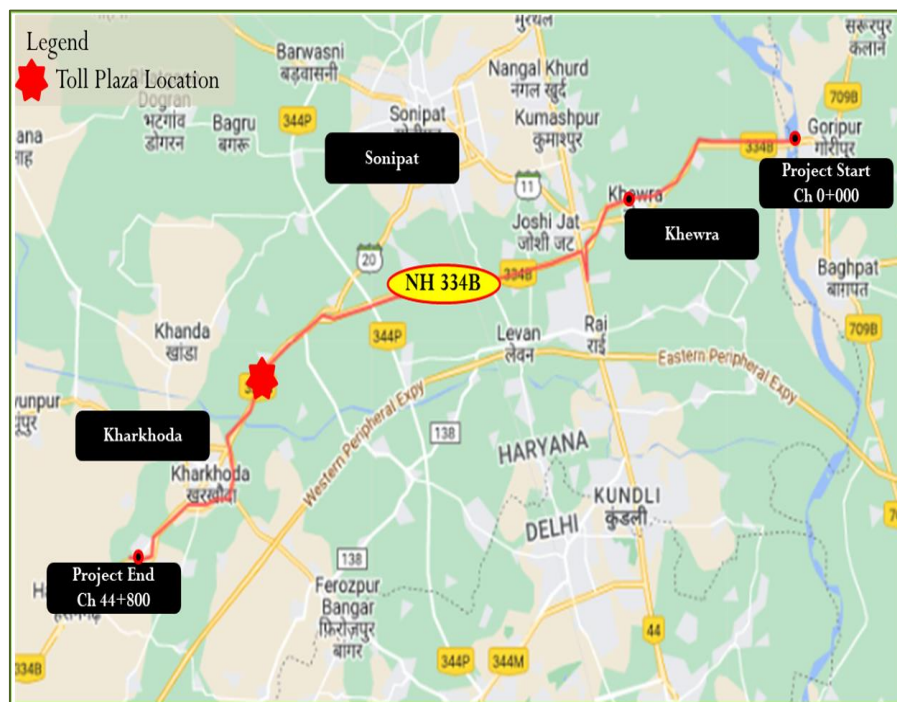 Legend
Toll Plaza Location
Dogran
भटगांव
डोगरन
Barwasni
बड़वासनी
मुरथल
Nangal Khurd
नंगल खुर्द
सरूरपुर
कलान
709B
344P
Bagru
बगरू
Sonipat
Sonipat
Kumashpur
कुमाशपुर
334B
Goripur
गोरीपुर
Project Start
Ch 0+000
11
Khewra
Joshi Jat
जोशी जट
Khewra
20
NH 334B
334B
Baghpat
बाग़पत
Khanda
खांडा
344P
Levan
लेवन
Rai
राई
709B
Eastern Peripheral Expy
Western Peripheral Expy
Kharkhoda
138
HARYANA
Kharkhoda
खरखौदा
KUNDLI
कुंडली
DELHI
Project End
Ch 44+800
138
Ferozpur
Bangar
फ़िरोज़पुर
बांगर
44
334B
344P
344M